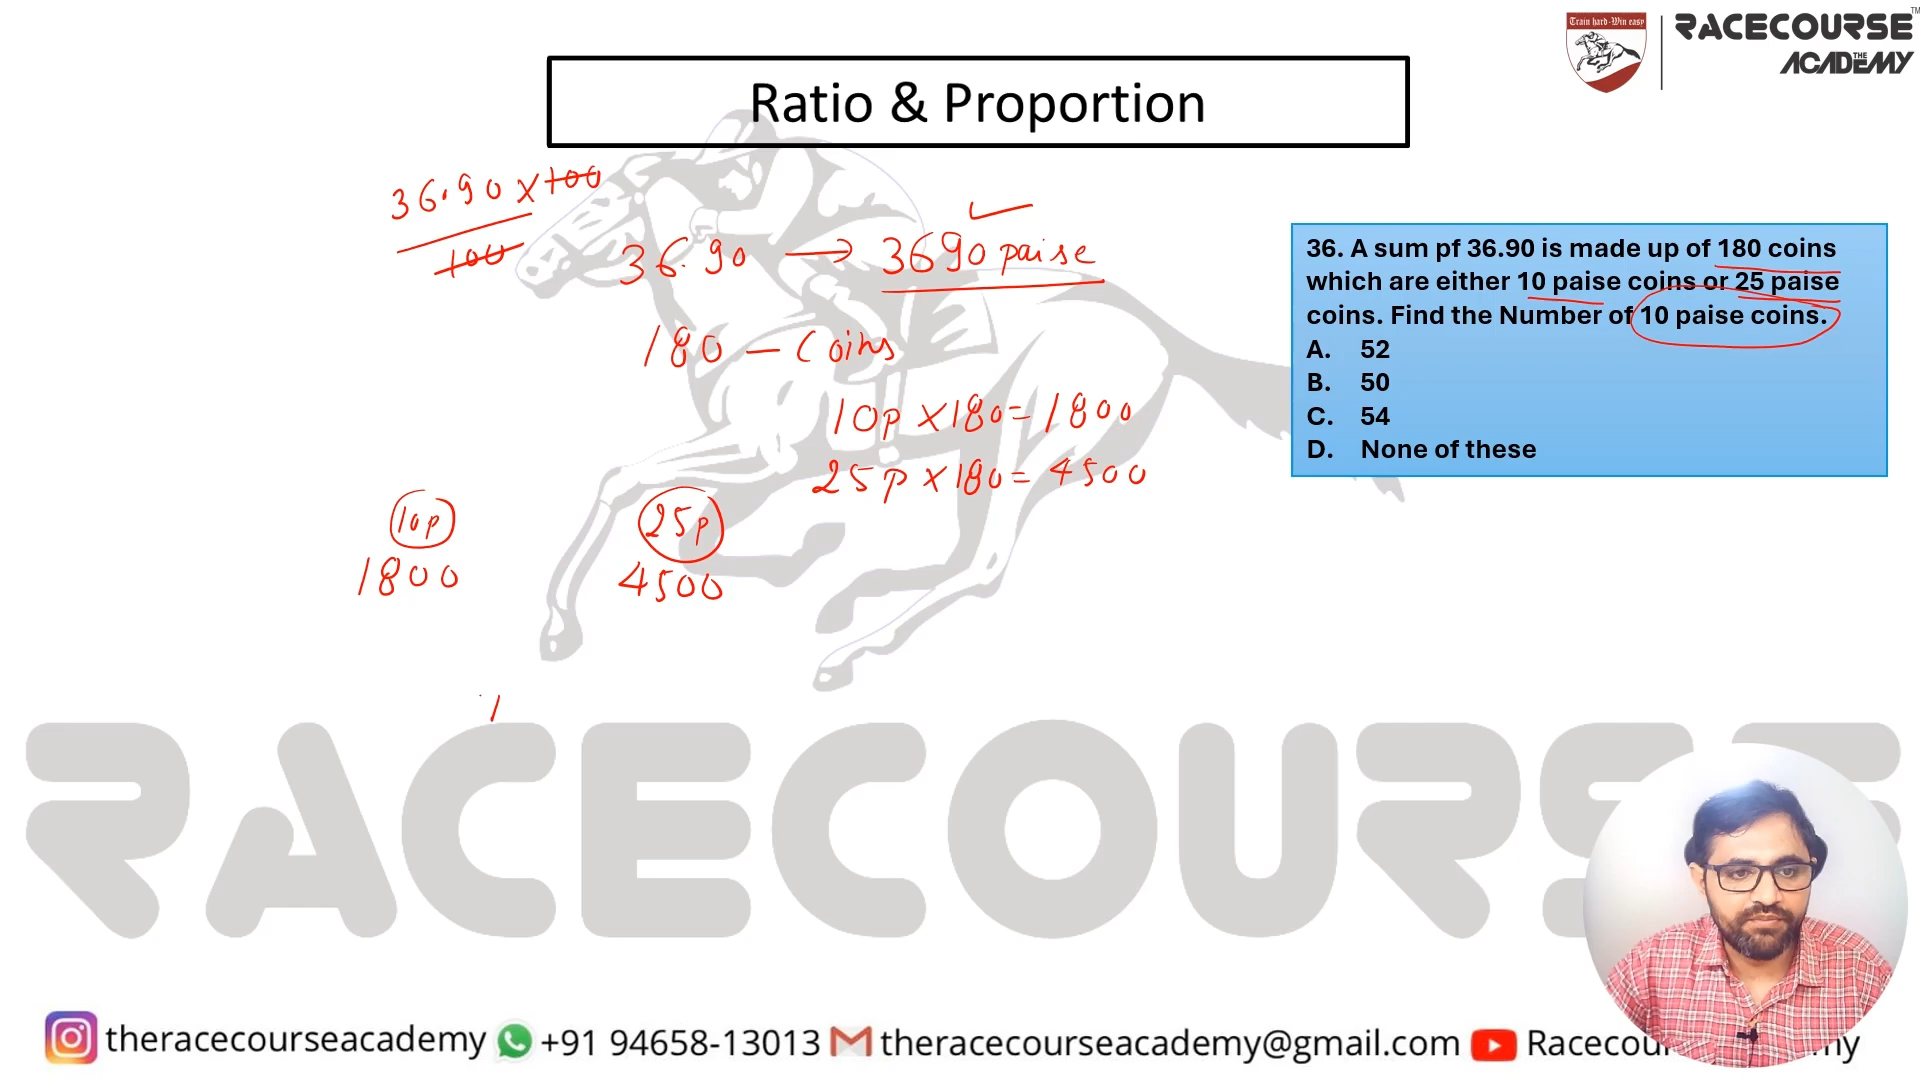 Train hard-Win easy
RACECOURSE TM
THE ACADEMY
Ratio & Proportion
36.90 x 100
100
36.90 → 3690 paise
180 - Coins
10p x 180 = 1800
25p x 180 = 4500
10p 25p
1800 4500
36. A sum pf 36.90 is made up of 180 coins
which are either 10 paise coins or 25 paise
coins. Find the Number of 10 paise coins.
A. 52
B. 50
C. 54
D. None of these
RACECOURSE
theracecourseacademy +91 94658-13013 theracecourseacademy@gmail.com